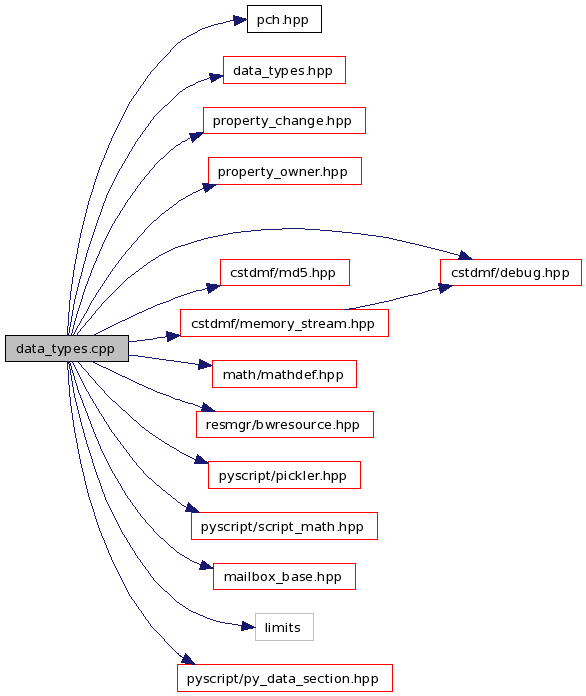 pch.hpp
data_types.hpp
property_change.hpp
property_owner.hpp
cstdmf/md5.hpp
cstdmf/debug.hpp
cstdmf/memory_stream.hpp
data_types.cpp
math/mathdef.hpp
resmgr/bwresource.hpp
pyscript/pickler.hpp
pyscript/script_math.hpp
mailbox_base.hpp
limits
pyscript/py_data_section.hpp